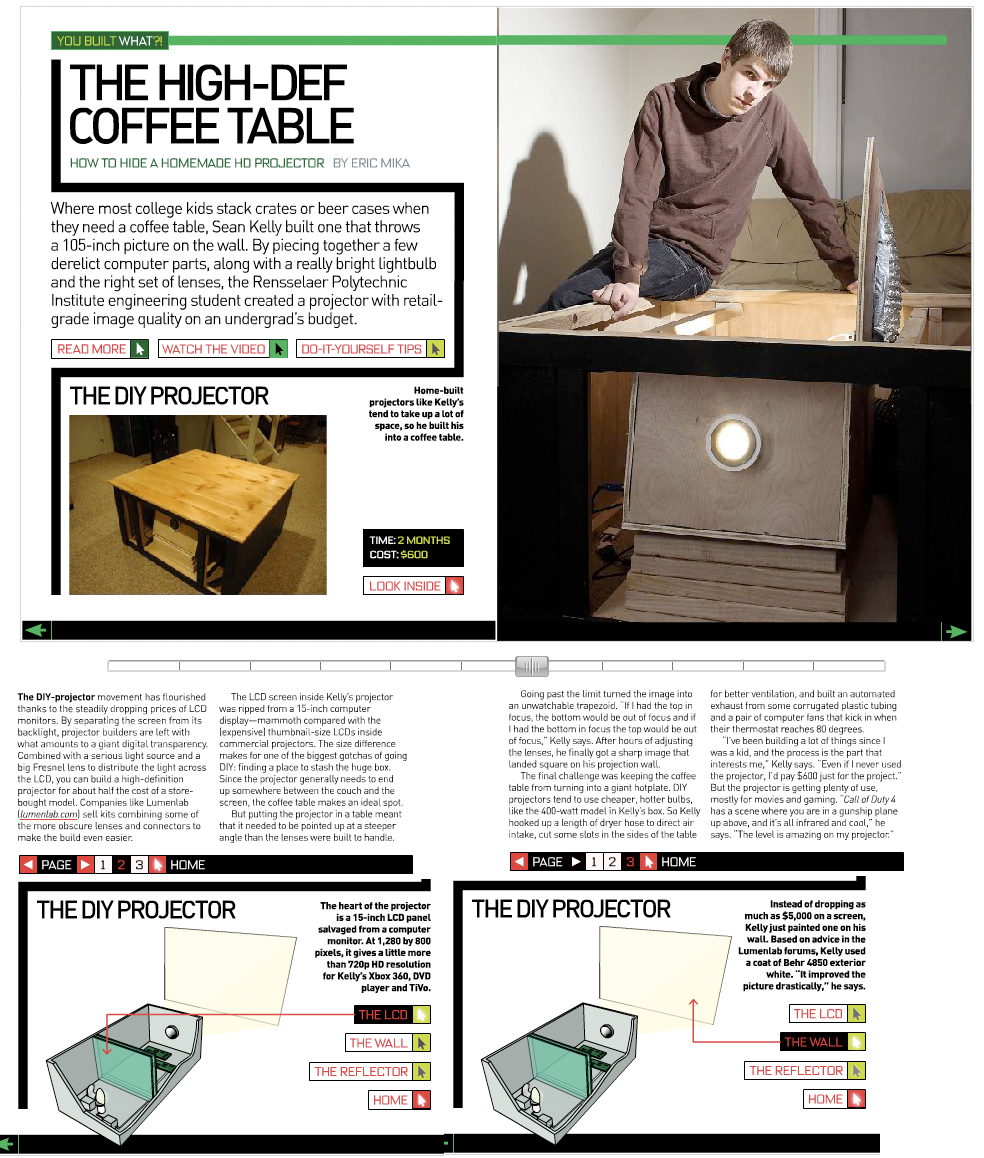 YOU BUILT WHAT?!
THE HIGH-DEF
COFFEE TABLE
HOW TO HIDE A HOMEMADE HD PROJECTOR BY ERIC MIKA
Where most college kids stack crates or beer cases when
they need a coffee table, Sean Kelly built one that throws
a 105-inch picture on the wall. By piecing together a few
derelict computer parts, along with a really bright lightbulb
and the right set of lenses, the Rensselaer Polytechnic
Institute engineering student created a projector with retail-
grade image quality on an undergrad's budget.
READ MORE WATCH THE VIDEO DO-IT-YOURSELF TIPS
THE DIY PROJECTOR
Home-built
projectors like Kelly's
tend to take up a lot of
space, so he built his
into a coffee table.
TIME: 2 MONTHS
COST: $600
LOOK INSIDE
The DIY-projector movement has flourished
thanks to the steadily dropping prices of LCD
monitors. By separating the screen from its
backlight, projector builders are left with
what amounts to a giant digital transparency.
Combined with a serious light source and a
big Fresnel lens to distribute the light across
the LCD, you can build a high-definition
projector for about half the cost of a store-
bought model. Companies like Lumenlab
(lumenlab.com) sell kits combining some of
the more obscure lenses and connectors to
make the build even easier.
The LCD screen inside Kelly's projector
was ripped from a 15-inch computer
display—mammoth compared with the
(expensive) thumbnail-size LCDs inside
commercial projectors. The size difference
makes for one of the biggest gotchas of going
DIY: finding a place to stash the huge box.
Since the projector generally needs to end
up somewhere between the couch and the
screen, the coffee table makes an ideal spot.
But putting the projector in a table meant
that it needed to be pointed up at a steeper
angle than the lenses were built to handle.
PAGE 1 2 3 HOME
Going past the limit turned the image into
an unwatchable trapezoid. "If I had the top in
focus, the bottom would be out of focus and if
I had the bottom in focus the top would be out
of focus," Kelly says. After hours of adjusting
the lenses, he finally got a sharp image that
landed square on his projection wall.
The final challenge was keeping the coffee
table from turning into a giant hotplate. DIY
projectors tend to use cheaper, hotter bulbs,
like the 400-watt model in Kelly's box. So Kelly
hooked up a length of dryer hose to direct air
intake, cut some slots in the sides of the table
for better ventilation, and built an automated
exhaust from some corrugated plastic tubing
and a pair of computer fans that kick in when
their thermostat reaches 80 degrees.
"I've been building a lot of things since I
was a kid, and the process is the part that
interests me," Kelly says. "Even if I never used
the projector, I'd pay $600 just for the project."
But the projector is getting plenty of use,
mostly for movies and gaming. "Call of Duty 4
has a scene where you are in a gunship plane
up above, and it's all infrared and cool," he
says. "The level is amazing on my projector."
PAGE 1 2 3 HOME
THE DIY PROJECTOR
The heart of the projector
is a 15-inch LCD panel
salvaged from a computer
monitor. At 1,280 by 800
pixels, it gives a little more
than 720p HD resolution
for Kelly's Xbox 360, DVD
player and TiVo.
THE LCD
THE WALL
THE REFLECTOR
HOME
THE DIY PROJECTOR
Instead of dropping as
much as $5,000 on a screen,
Kelly just painted one on his
wall. Based on advice in the
Lumenlab forums, Kelly used
a coat of Behr 4850 exterior
white. "It improved the
picture drastically," he says.
THE LCD
THE WALL
THE REFLECTOR
HOME